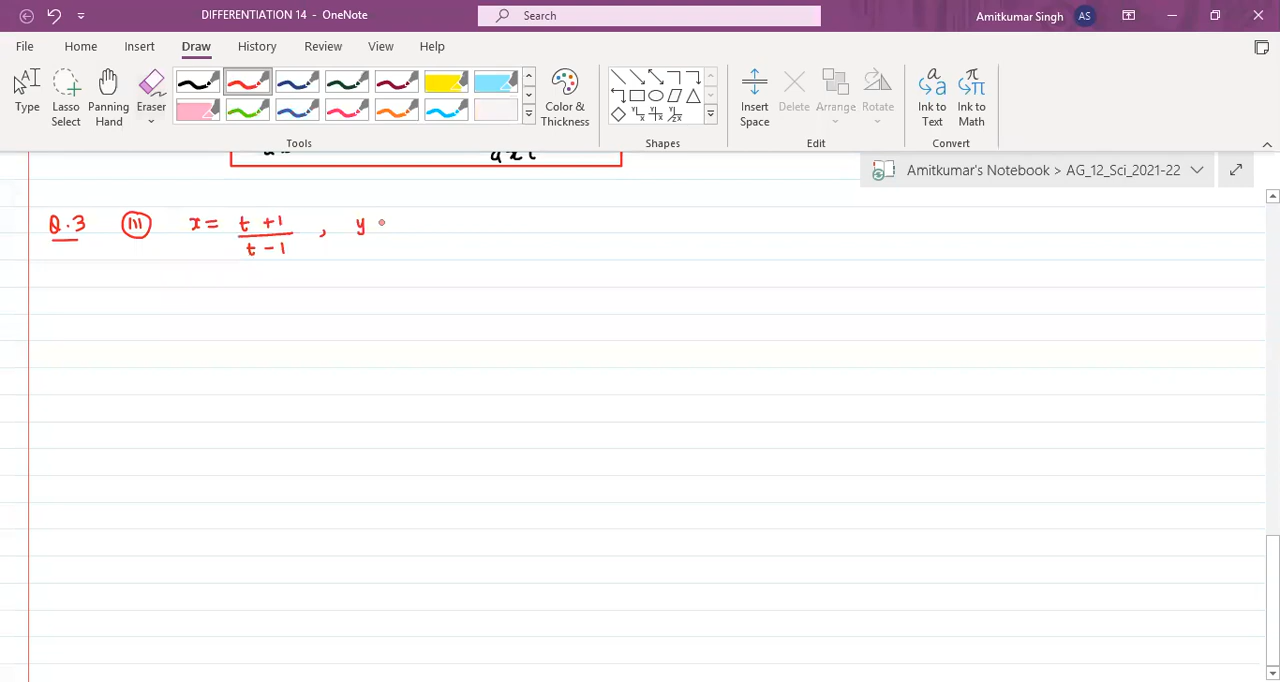 DIFFERENTIATION 14 - OneNote
Search
Amitkumar Singh AS
File Home Insert Draw History Review View Help
Type
Lasso Select
Panning Hand
Eraser
Color & Thickness
Insert Space
Delete
Arrange
Rotate
Ink to Text
Ink to Math
Tools Shapes Edit Convert
Amitkumar's Notebook > AG_12_Sci_2021-22
Q.3 (III) x = (t + 1)/(t - 1) , y